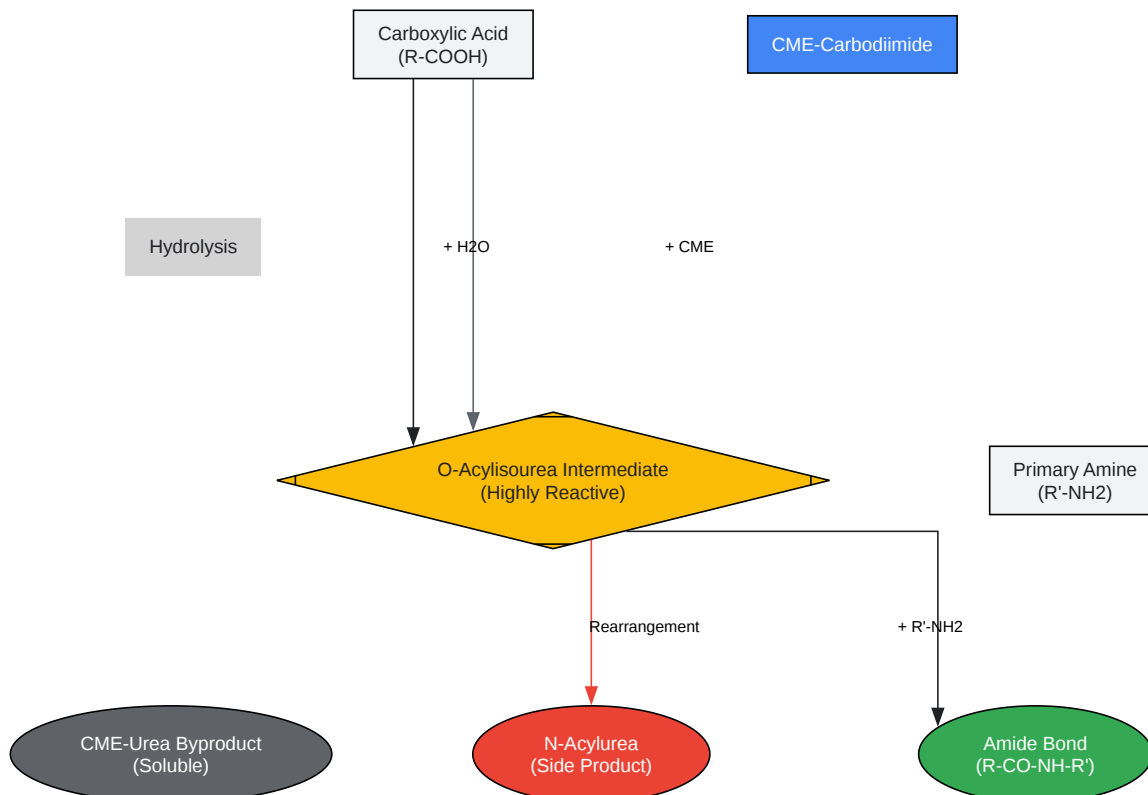 Carboxylic Acid
(R-COOH)
CME-Carbodiimide
Hydrolysis
+ H2O
+ CME
O-Acylisourea Intermediate
(Highly Reactive)
Primary Amine
(R'-NH2)
Rearrangement
+ R'-NH2
CME-Urea Byproduct
(Soluble)
N-Acylurea
(Side Product)
Amide Bond
(R-CO-NH-R')